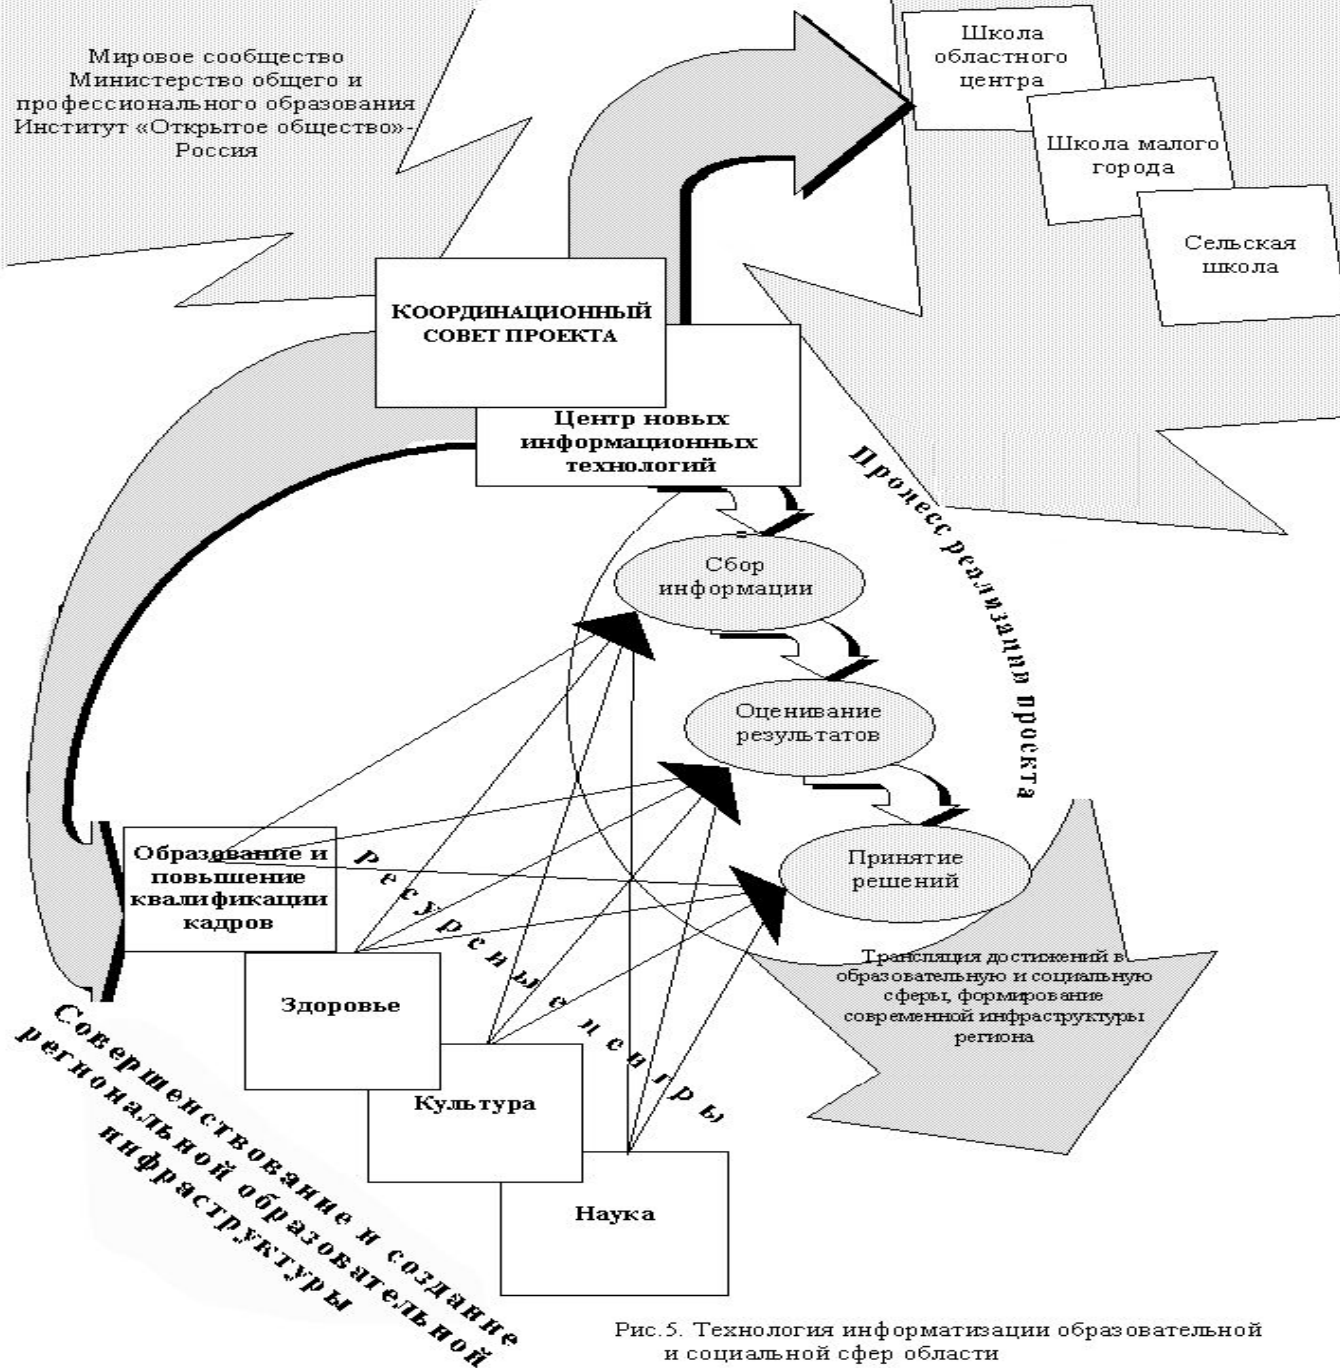 Мировое сообщество
Министерство общего и
профессионального образования
Институт «Открытое общество»-
Россия
Школа
областного
центра
Школа малого
города
Сельская
школа
КООРДИНАЦИОННЫЙ
СОВЕТ ПРОЕКТА
Центр новых
информационных
технологий
Процесс реализации проекта
Сбор
информации
Оценивание
результатов
Принятие
решений
Образование и
повышение
квалификации
кадров
Ресурсные центры
Здоровье
Культура
Наука
Трансляция достижений в
образовательную и социальную
сферы, формирование
современной инфраструктуры
региона
Совершенствование и создание
региональной образовательной
инфраструктуры
Рис.5. Технология информатизации образовательной
и социальной сфер области